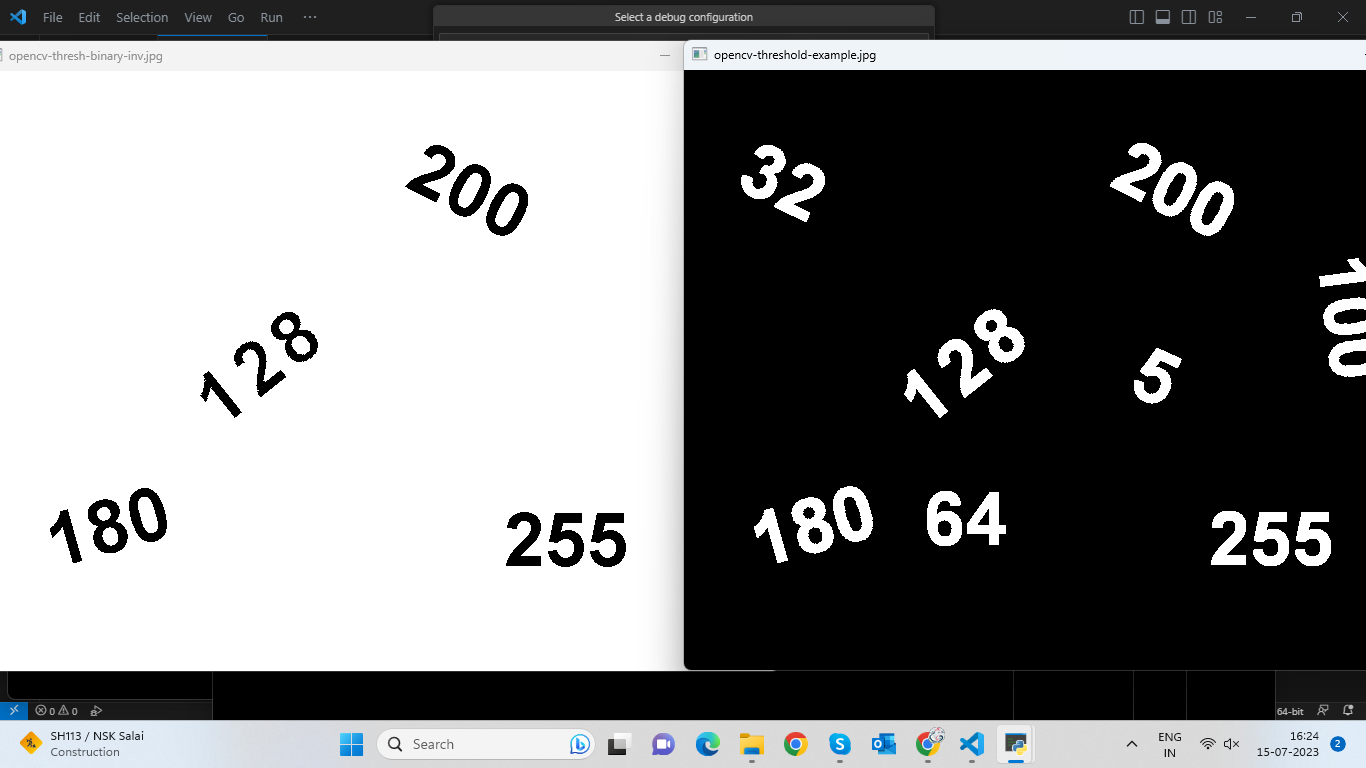 File Edit Selection View Go Run ···
Select a debug configuration
opencv-thresh-binary-inv.jpg
200
128
180
255
opencv-threshold-example.jpg
32
200
100
128
5
180
64
255
0 0
64-bit
SH113 / NSK Salai
Construction
Search
ENG
IN
16:24
15-07-2023
2